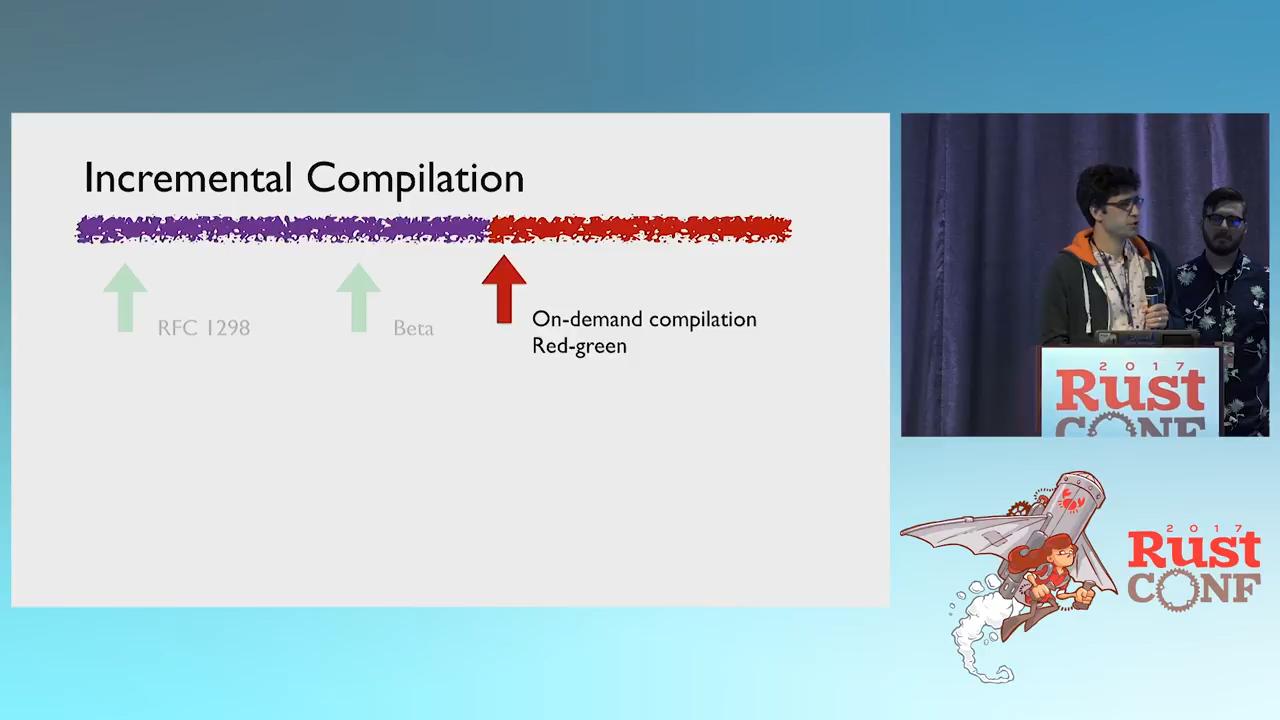 Incremental Compilation
RFC 1298
Beta
On-demand compilation
Red-green
2017
Rust
CONF
2017
Rust
CONF